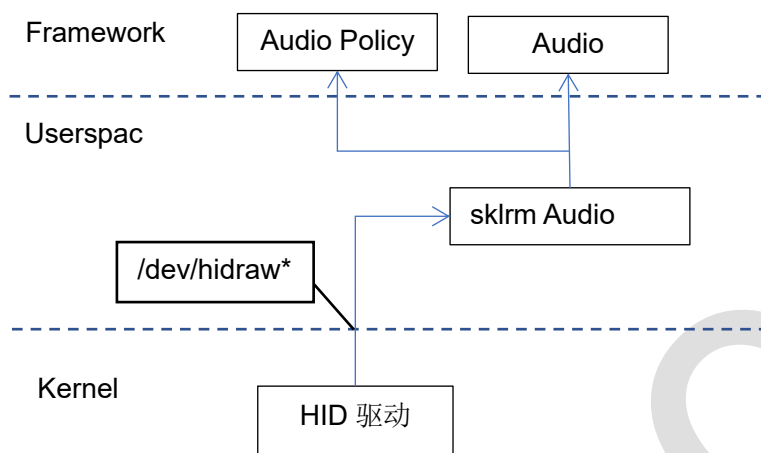 Framework
Audio Policy
Audio
Userspac
sklrm Audio
/dev/hidraw*
Kernel
HID 驱动